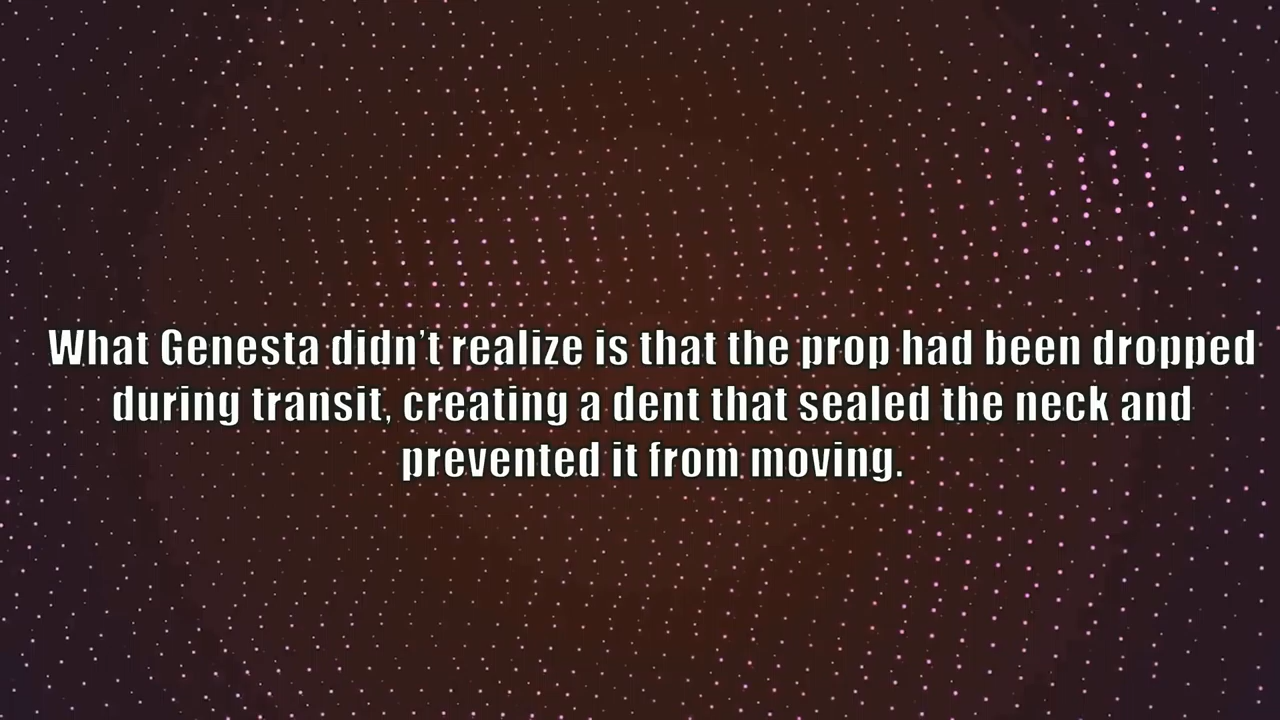 What Genesta didn’t realize is that the prop had been dropped
during transit, creating a dent that sealed the neck and
prevented it from moving.